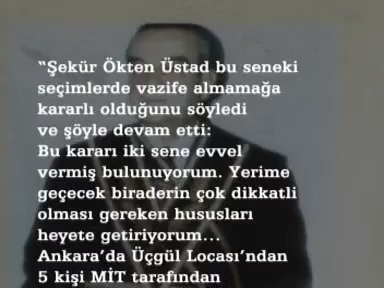 “Şekür Ökten Üstad bu seneki
seçimlerde vazife almamağa
kararlı olduğunu söyledi
ve şöyle devam etti:
Bu kararı iki sene evvel
vermiş bulunuyorum. Yerime
geçecek biraderin çok dikkatli
olması gereken hususları
heyete getiriyorum...
Ankara’da Üçgül Locası’ndan
5 kişi MİT tarafından